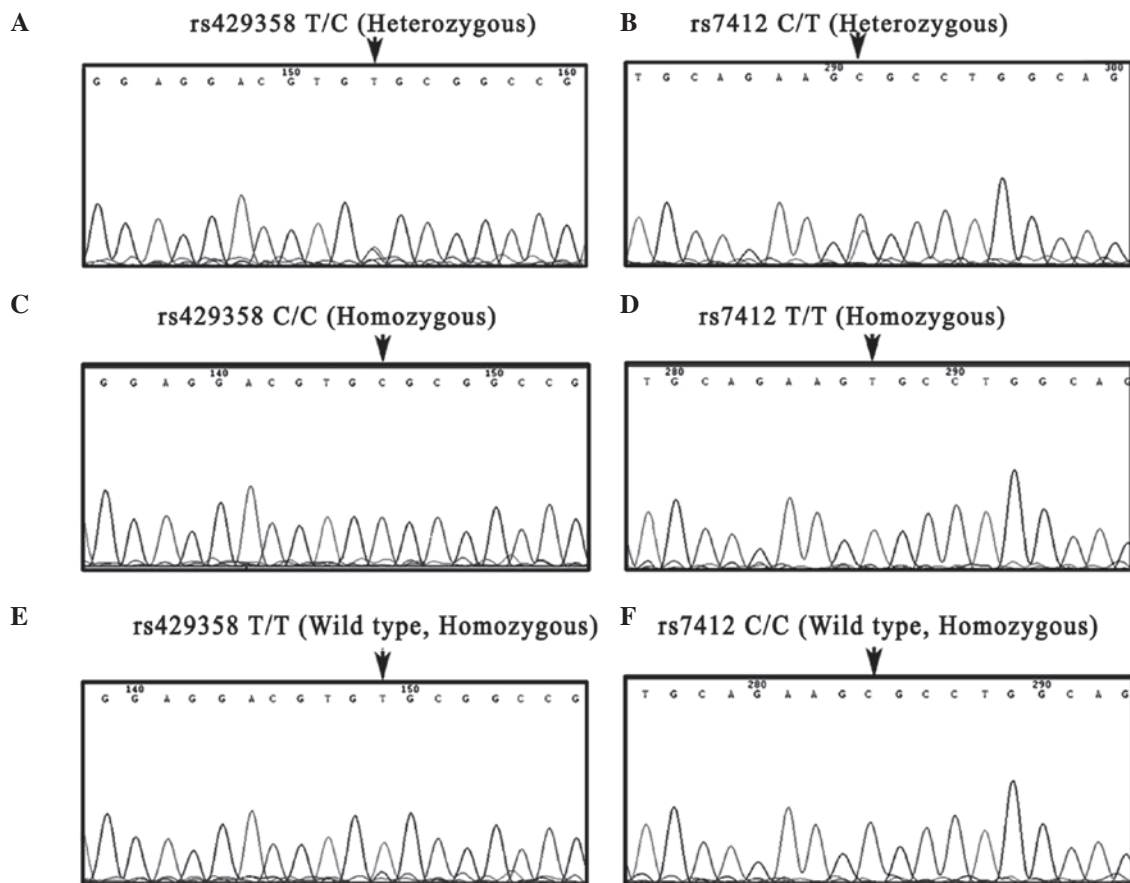 A
rs429358 T/C (Heterozygous)
150
160
G G A G G A C G T G T G C G G C C G
B
rs7412 C/T (Heterozygous)
290
300
T G C A G A A G C G C C T G G C A G
C
rs429358 C/C (Homozygous)
140
150
G G A G G A C G T G C G C G G C C G
D
rs7412 T/T (Homozygous)
280
290
T G C A G A A G T G C C T G G C A G
E
rs429358 T/T (Wild type, Homozygous)
140
150
G G A G G A C G T G T G C G G C C G
F
rs7412 C/C (Wild type, Homozygous)
280
290
T G C A G A A G C G C C T G G C A G